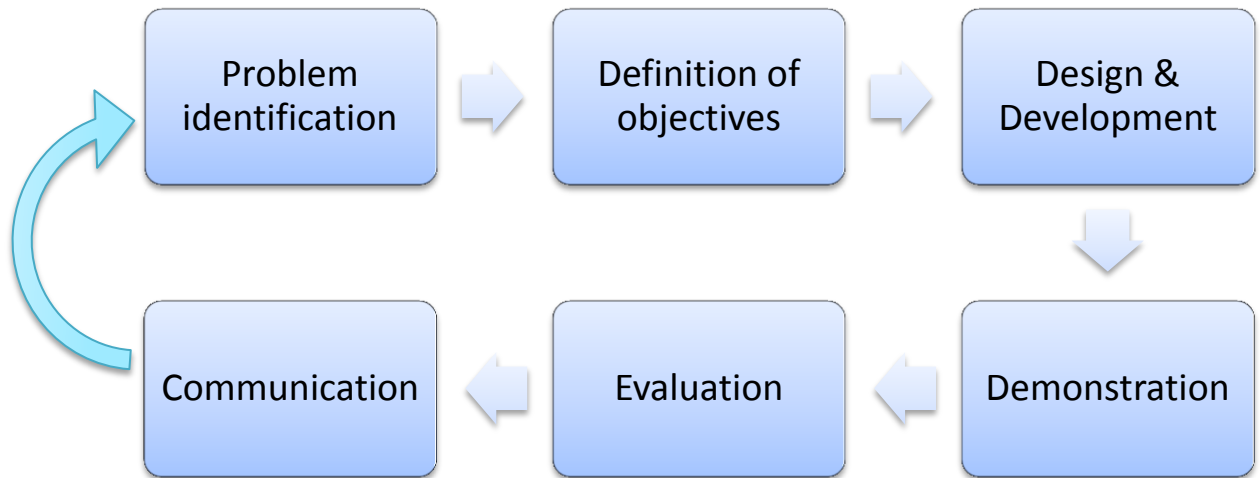 Problem
identification
Definition of
objectives
Design &
Development
Demonstration
Evaluation
Communication